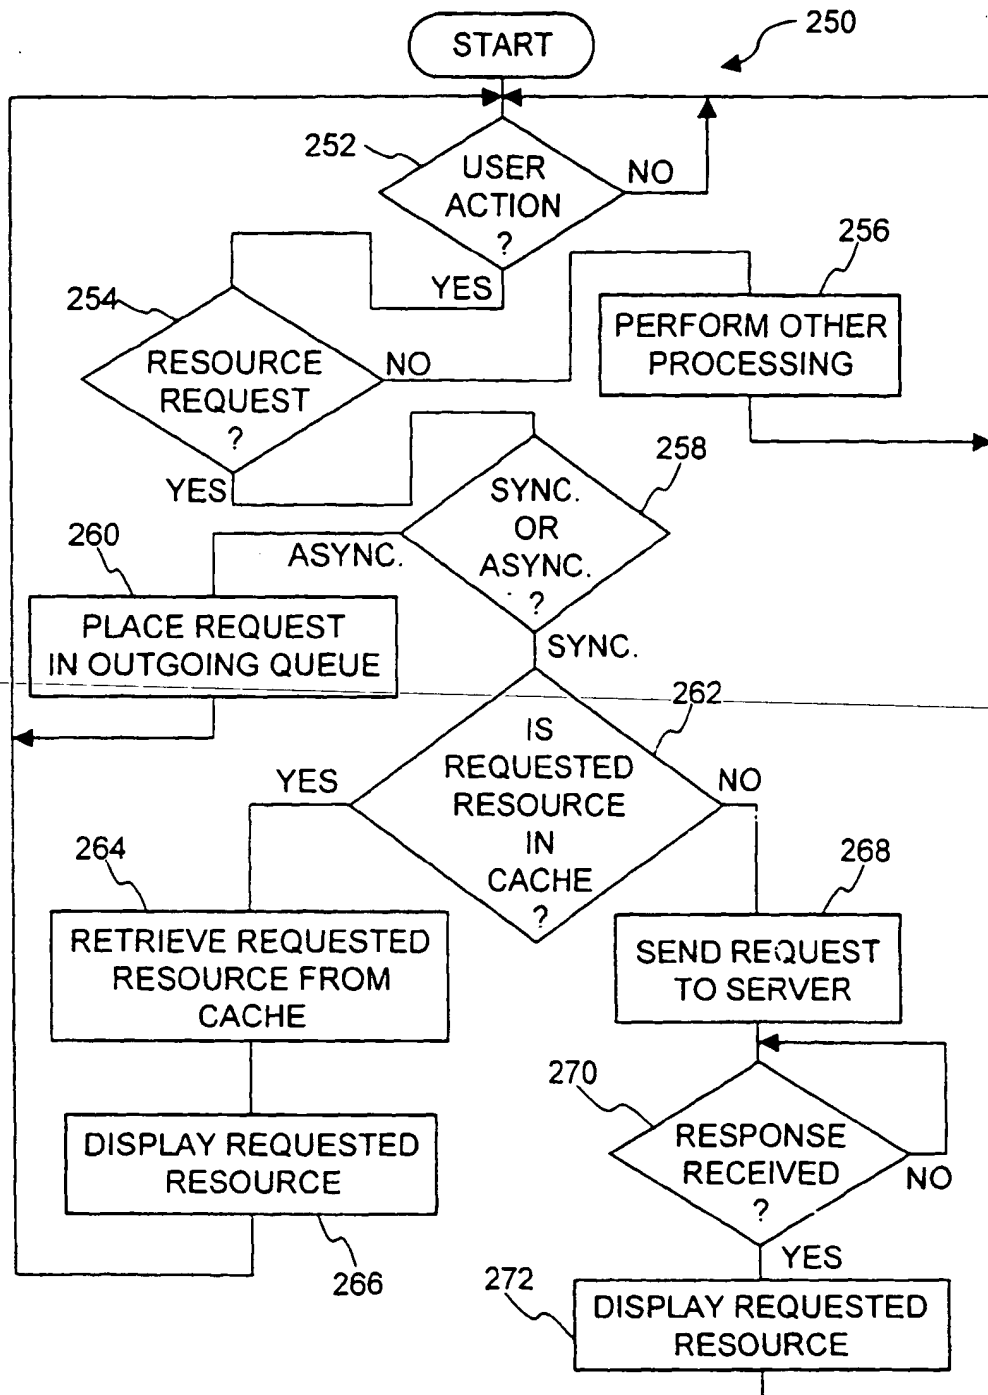 START
250
252
USER
ACTION
?
NO
YES
254
RESOURCE
REQUEST
?
NO
YES
256
PERFORM OTHER
PROCESSING
258
SYNC.
OR
ASYNC.
?
ASYNC.
SYNC.
260
PLACE REQUEST
IN OUTGOING QUEUE
262
IS
REQUESTED
RESOURCE
IN
CACHE
?
YES
NO
264
RETRIEVE REQUESTED
RESOURCE FROM
CACHE
268
SEND REQUEST
TO SERVER
DISPLAY REQUESTED
RESOURCE
266
270
RESPONSE
RECEIVED
?
NO
YES
272
DISPLAY REQUESTED
RESOURCE